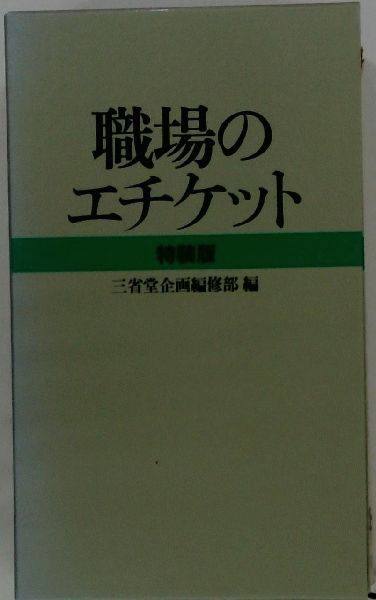 職場の
エチケット
特装版
三省堂企画編修部 編